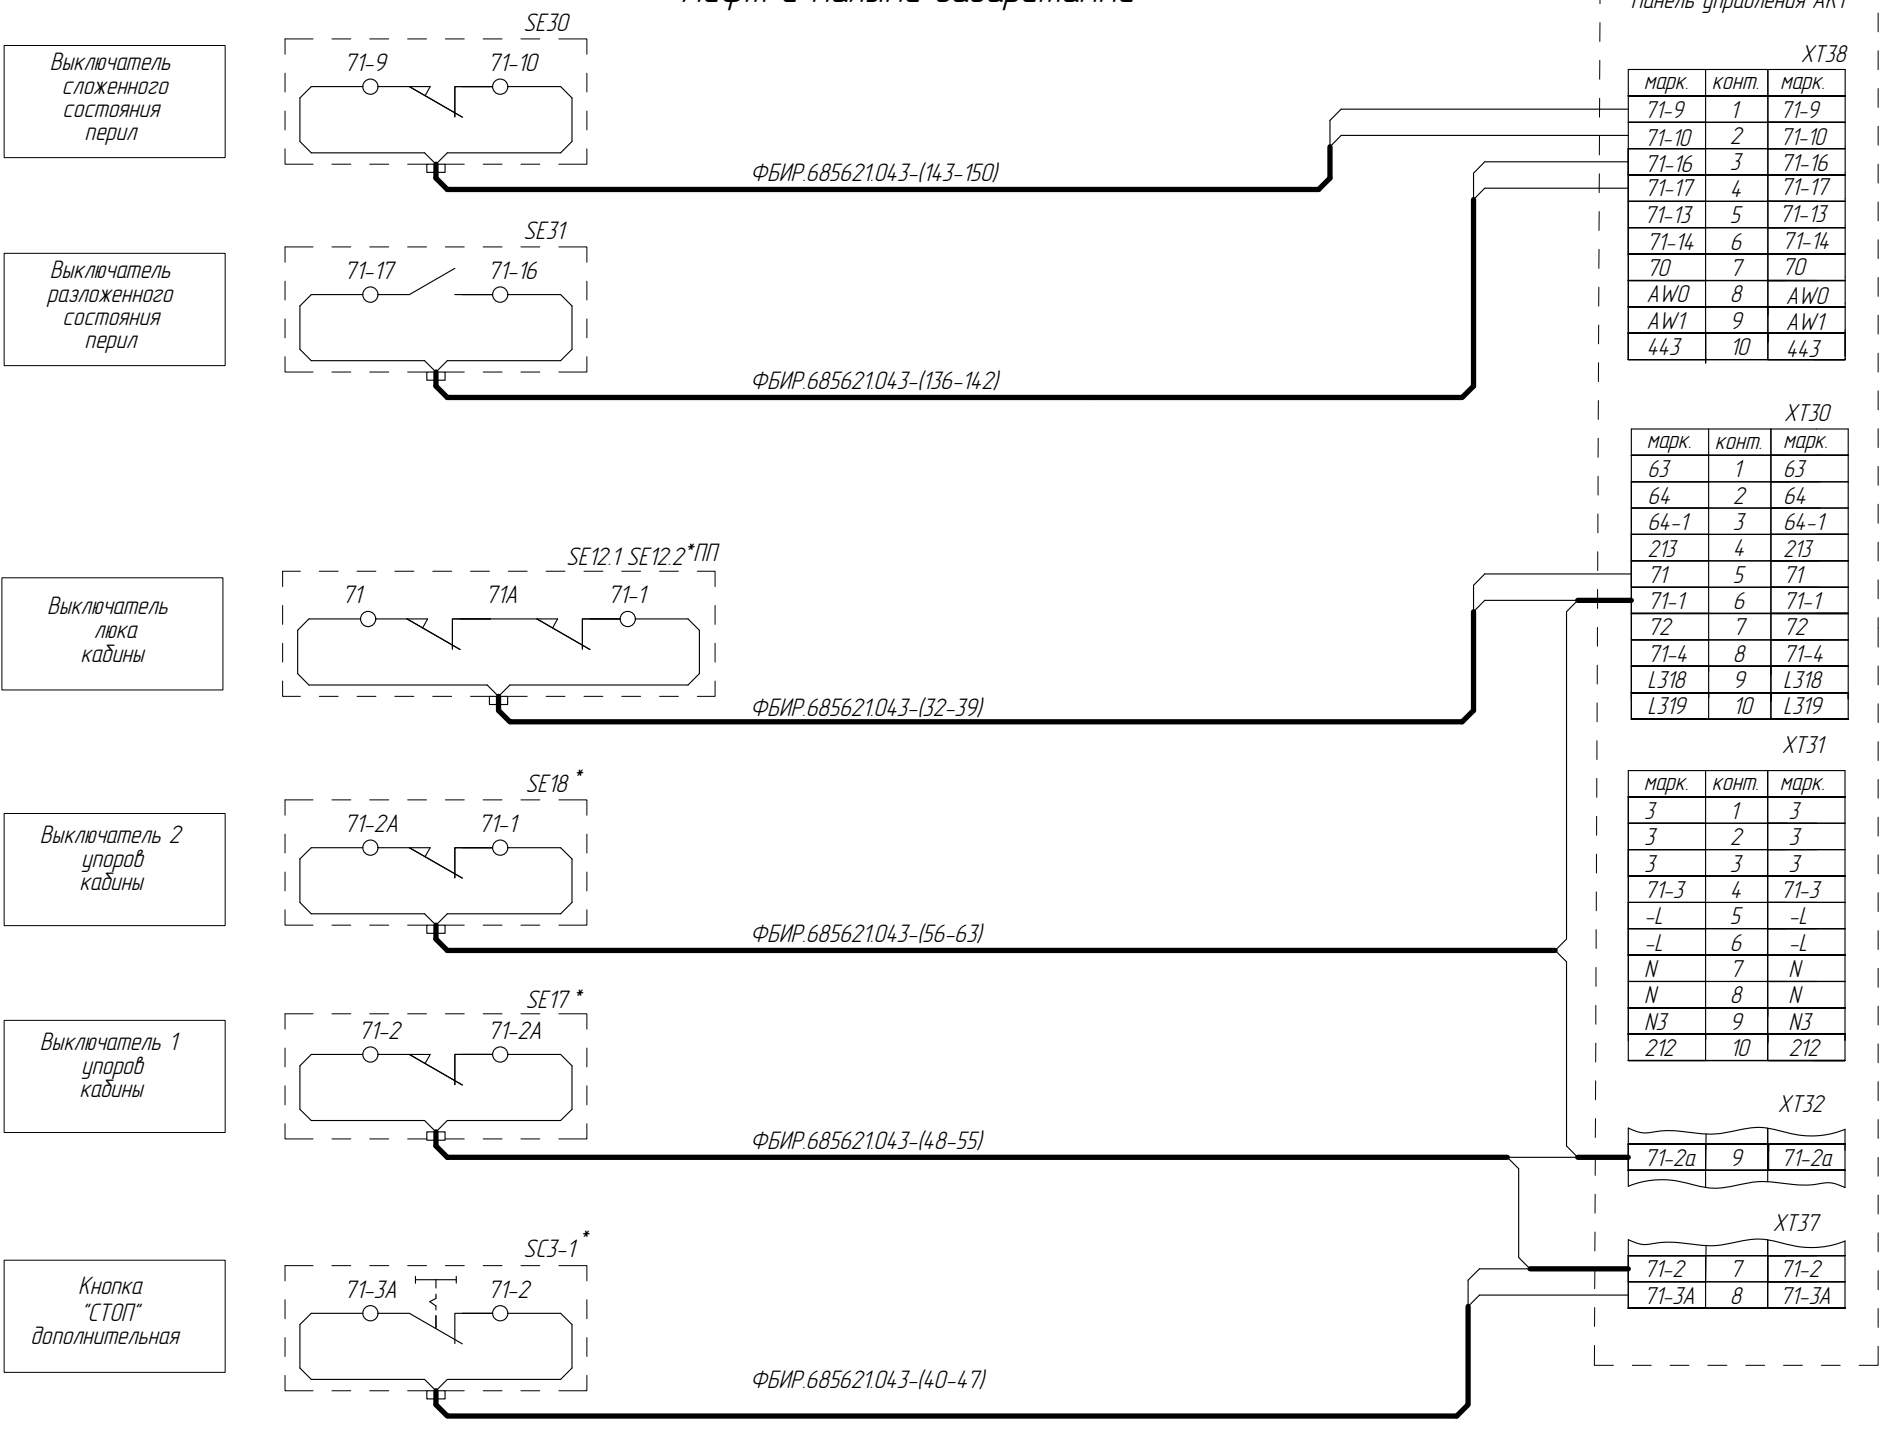 Лифт с малыми габаритами
Панель управления АК1
Выключатель
сложенного
состояния
перил
SE30
71-9 71-10
ФБИР.685621.043-(143-150)
Выключатель
разложенного
состояния
перил
SE31
71-17 71-16
ФБИР.685621.043-(136-142)
Выключатель
люка
кабины
SE12.1 SE12.2*ПП
71 71А 71-1
ФБИР.685621.043-(32-39)
Выключатель 2
упоров
кабины
SE18 *
71-2А 71-1
ФБИР.685621.043-(56-63)
Выключатель 1
упоров
кабины
SE17 *
71-2 71-2А
ФБИР.685621.043-(48-55)
Кнопка
"СТОП"
дополнительная
SC3-1 *
71-3А 71-2
ФБИР.685621.043-(40-47)
XT38
марк. конт. марк.
71-9 1 71-9
71-10 2 71-10
71-16 3 71-16
71-17 4 71-17
71-13 5 71-13
71-14 6 71-14
70 7 70
AW0 8 AW0
AW1 9 AW1
443 10 443
XT30
марк. конт. марк.
63 1 63
64 2 64
64-1 3 64-1
213 4 213
71 5 71
71-1 6 71-1
72 7 72
71-4 8 71-4
L318 9 L318
L319 10 L319
XT31
марк. конт. марк.
3 1 3
3 2 3
3 3 3
71-3 4 71-3
-L 5 -L
-L 6 -L
N 7 N
N 8 N
N3 9 N3
212 10 212
XT32
71-2а 9 71-2а
XT37
71-2 7 71-2
71-3А 8 71-3А